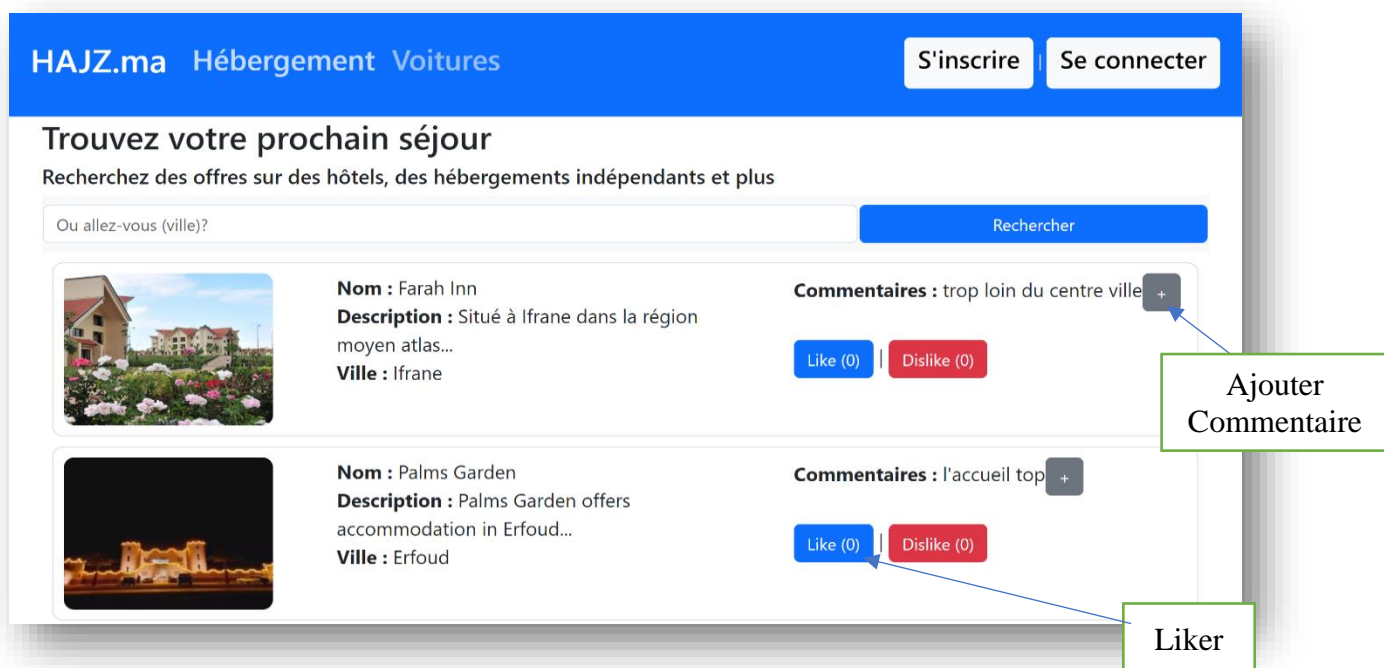 HAJZ.ma Hébergement Voitures S'inscrire | Se connecter
Trouvez votre prochain séjour
Recherchez des offres sur des hôtels, des hébergements indépendants et plus
Ou allez-vous (ville)? Rechercher
Nom : Farah Inn
Description : Situé à Ifrane dans la région
moyen atlas...
Ville : Ifrane
Commentaires : trop loin du centre ville +
Like (0) | Dislike (0)
Ajouter
Commentaire
Nom : Palms Garden
Description : Palms Garden offers
accommodation in Erfoud...
Ville : Erfoud
Commentaires : l'accueil top +
Like (0) | Dislike (0)
Liker